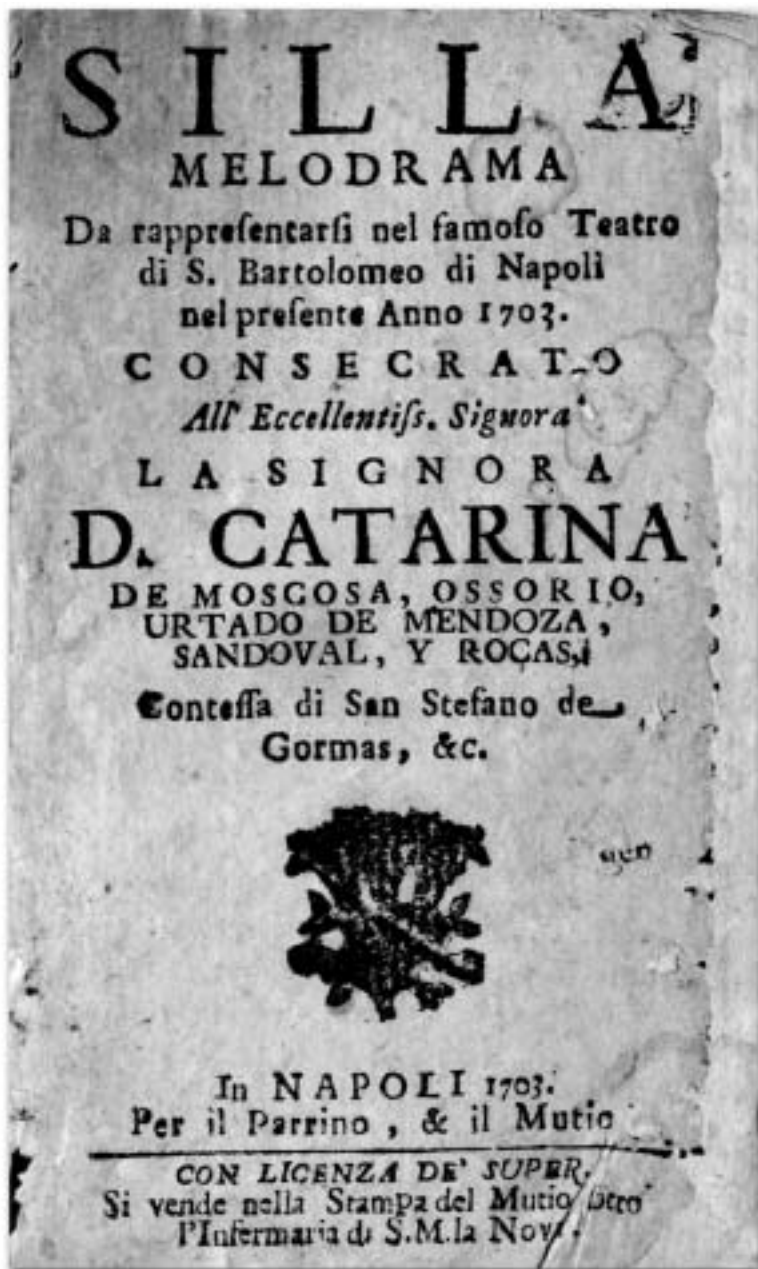 SILLA
MELODRAMA
Da rappreſentarſi nel famoſo Teatro
di S. Bartolomeo di Napoli
nel preſente Anno 1703.
CONSECRATO
All' Eccellentiſs. Signora
LA SIGNORA
D. CATARINA
DE MOSCOSA, OSSORIO,
URTADO DE MENDOZA,
SANDOVAL, Y ROÇAS,
Conteſſa di San Stefano de
Gormas, &c.
In NAPOLI 1703.
Per il Parrino, & il Mutio
CON LICENZA DE' SUPER.
Si vende nella Stampa del Mutio ſotto
l'Infermaria di S.M.la Nova.